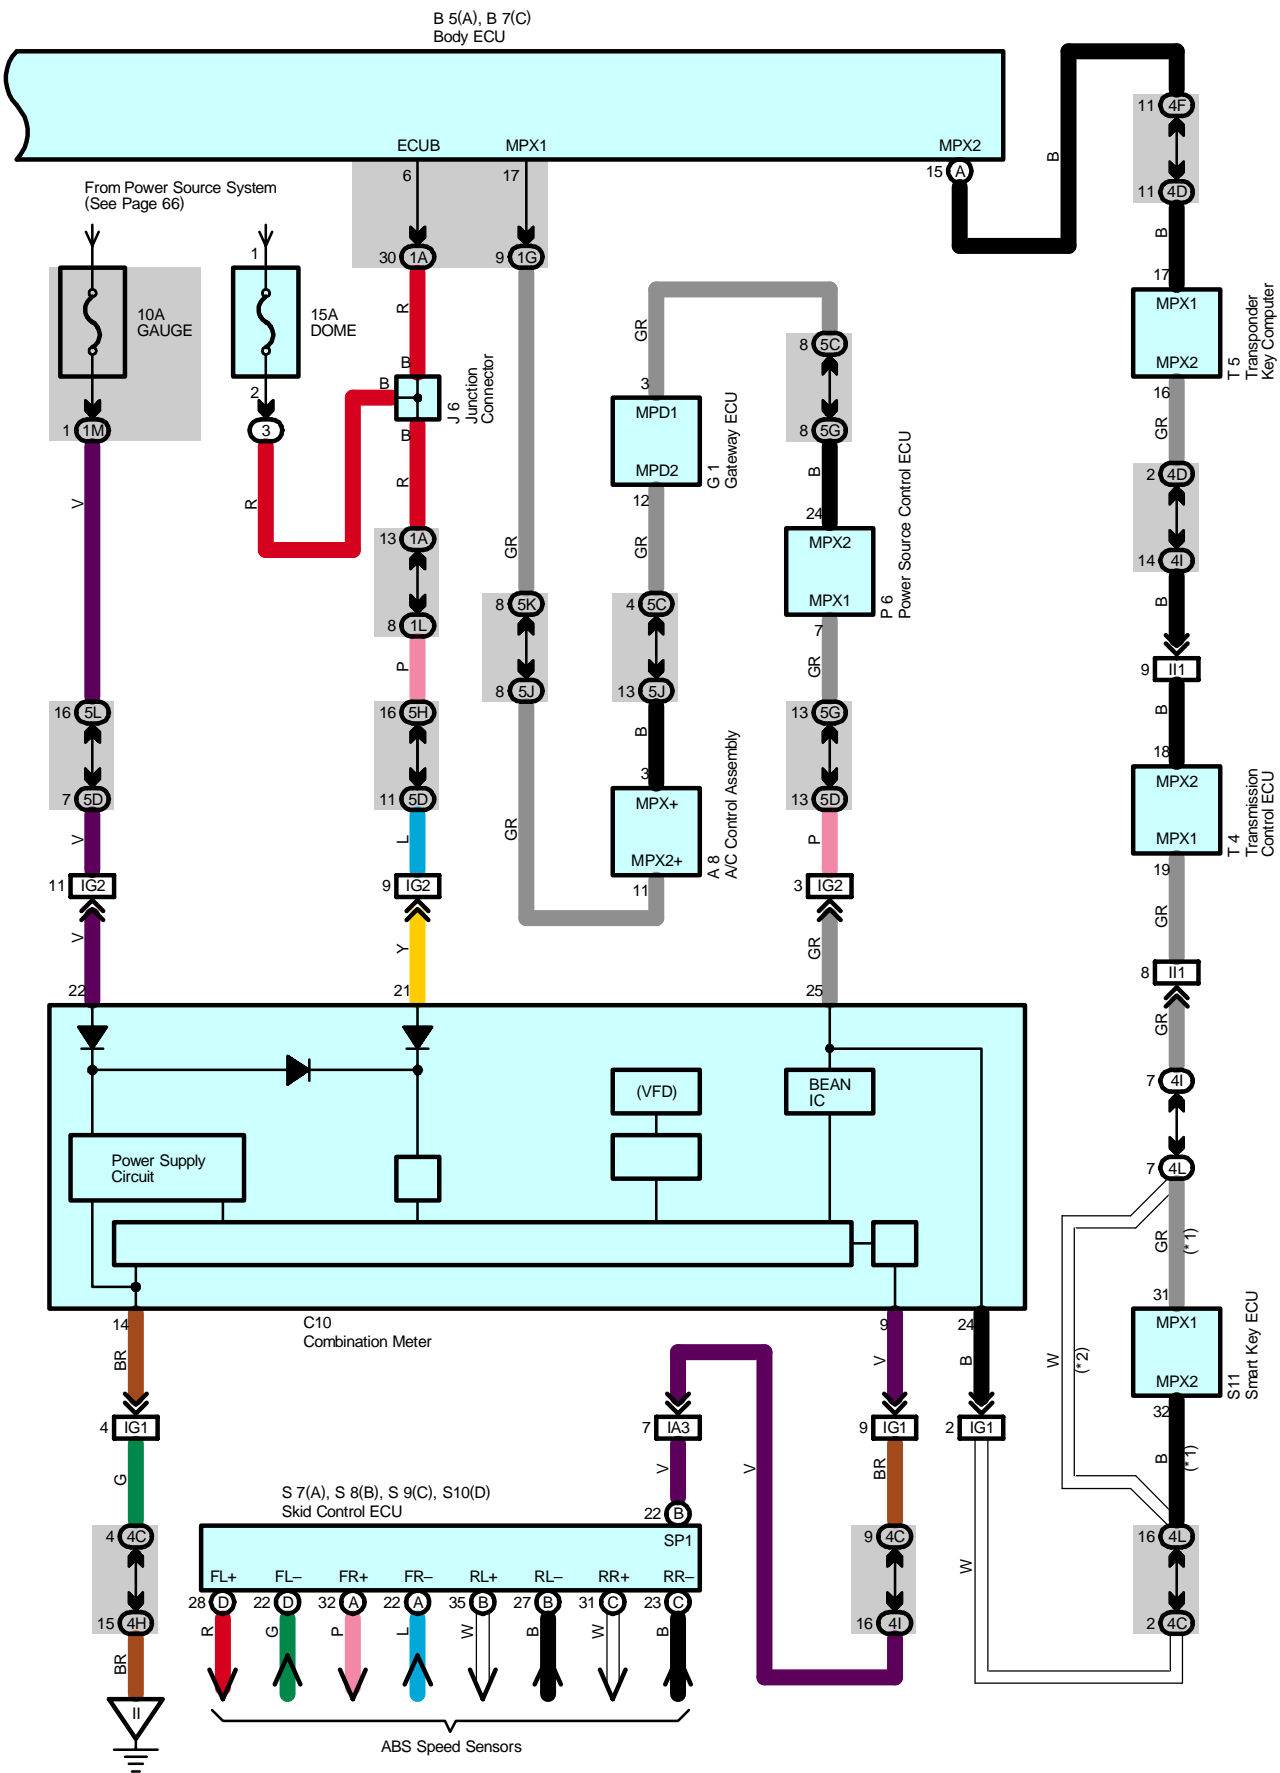 B 5(A), B 7(C)
Body ECU
ECUB
MPX1
MPX2
6
17
15
A
30
1A
9
1G
From Power Source System
(See Page 66)
10A
GAUGE
1
15A
DOME
2
1
1M
3
R
B
B
B
J 6
Junction
Connector
R
R
V
13
1A
8
1L
P
16
5H
11
5D
L
9
IG2
Y
21
16
5L
7
5D
V
11
IG2
V
22
GR
8
5K
8
5J
GR
GR
3
MPD1
MPD2
G 1
Gateway ECU
12
GR
4
5C
13
5J
B
3
MPX+
MPX2+
A 8
A/C Control Assembly
11
8
5C
8
5G
B
24
MPX2
MPX1
P 6
Power Source Control ECU
7
GR
13
5G
13
5D
P
3
IG2
GR
25
B
11
4F
11
4D
B
17
MPX1
MPX2
T 5
Transponder
Key Computer
16
GR
2
4D
14
4I
B
9
II1
B
18
MPX2
MPX1
T 4
Transmission
Control ECU
19
GR
8
II1
GR
7
4I
7
4L
GR
(*1)
31
MPX1
MPX2
S11
Smart Key ECU
32
B
(*1)
W
(*2)
16
4L
2
4C
(VFD)
BEAN
IC
Power Supply
Circuit
C10
Combination Meter
14
BR
4
IG1
G
4
4C
15
4H
BR
II
9
V
9
IG1
BR
9
4C
16
4I
24
B
2
IG1
W
V
7
IA3
V
22
B
S 7(A), S 8(B), S 9(C), S10(D)
Skid Control ECU
SP1
FL+
FL–
FR+
FR–
RL+
RL–
RR+
RR–
28
D
22
D
32
A
22
A
35
B
27
B
31
C
23
C
R
G
P
L
W
B
W
B
ABS Speed Sensors